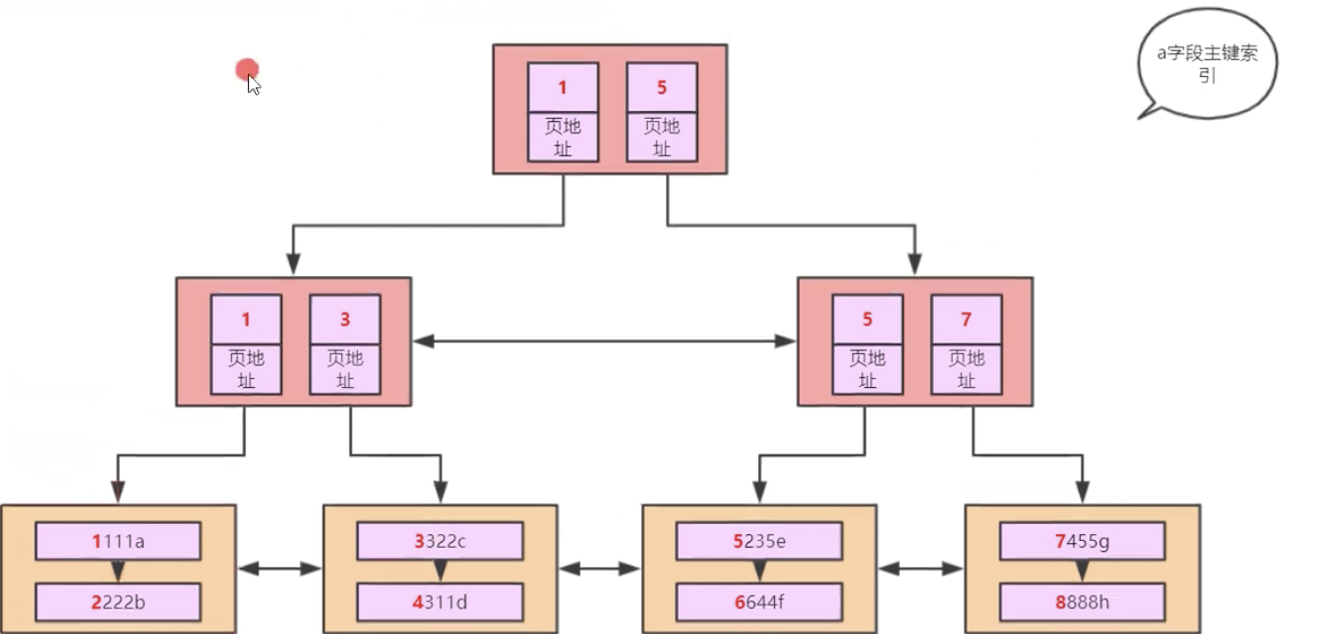 a字段主键索
引
1 5
页地 页地
址 址
1 3 5 7
页地 页地 页地 页地
址 址 址 址
1111a 3322c 5235e 7455g
2222b 4311d 6644f 8888h